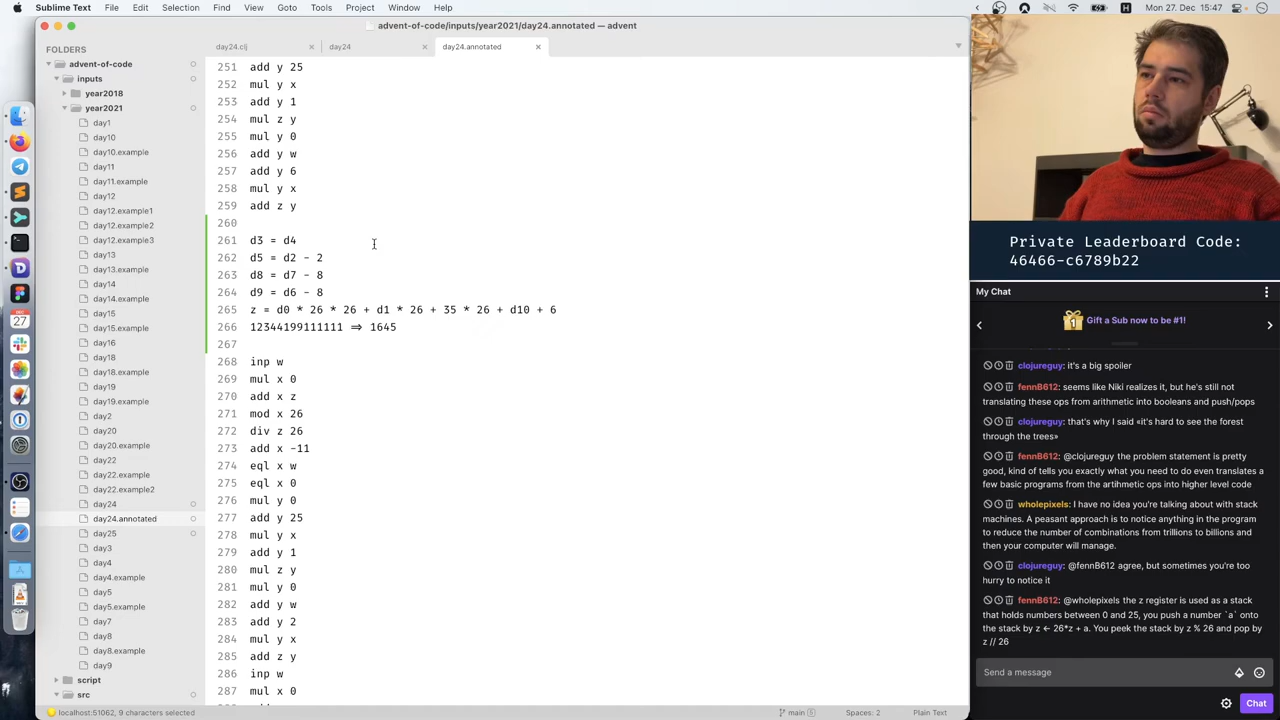 Sublime Text File Edit Selection Find View Goto Tools Project Window Help
Mon 27. Dec 15:47
advent-of-code/inputs/year2021/day24.annotated — advent
FOLDERS
advent-of-code
inputs
year2018
year2021
day1
day10
day10.example
day11
day11.example
day12
day12.example1
day12.example2
day12.example3
day13
day13.example
day14
day14.example
day15
day15.example
day16
day18
day18.example
day19
day19.example
day2
day20
day20.example
day22
day22.example
day22.example2
day24
day24.annotated
day25
day3
day4
day4.example
day5
day5.example
day7
day8
day8.example
day9
script
src
day24.clj
day24
day24.annotated
251 add y 25
252 mul y x
253 add y 1
254 mul z y
255 mul y 0
256 add y w
257 add y 6
258 mul y x
259 add z y
260
261 d3 = d4
262 d5 = d2 - 2
263 d8 = d7 - 8
264 d9 = d6 - 8
265 z = d0 * 26 * 26 + d1 * 26 + 35 * 26 + d10 + 6
266 12344199111111 ⇒ 1645
267
268 inp w
269 mul x 0
270 add x z
271 mod x 26
272 div z 26
273 add x -11
274 eql x w
275 eql x 0
276 mul y 0
277 add y 25
278 mul y x
279 add y 1
280 mul z y
281 mul y 0
282 add y w
283 add y 2
284 mul y x
285 add z y
286 inp w
287 mul x 0
localhost:51062, 9 characters selected
main 5
Spaces: 2
Plain Text
Private Leaderboard Code:
46466-c6789b22
My Chat
1 Gift a Sub now to be #1!
clojureguy: it's a big spoiler
fennB612: seems like Niki realizes it, but he's still not
translating these ops from arithmetic into booleans and push/pops
clojureguy: that's why I said «it's hard to see the forest
through the trees»
fennB612: @clojureguy the problem statement is pretty
good, kind of tells you exactly what you need to do even translates a
few basic programs from the artihmetic ops into higher level code
wholepixels: I have no idea you're talking about with stack
machines. A peasant approach is to notice anything in the program
to reduce the number of combinations from trillions to billions and
then your computer will manage.
clojureguy: @fennB612 agree, but sometimes you're too
hurry to notice it
fennB612: @wholepixels the z register is used as a stack
that holds numbers between 0 and 25, you push a number `a` onto
the stack by z ← 26*z + a. You peek the stack by z % 26 and pop by
z // 26
Send a message
Chat